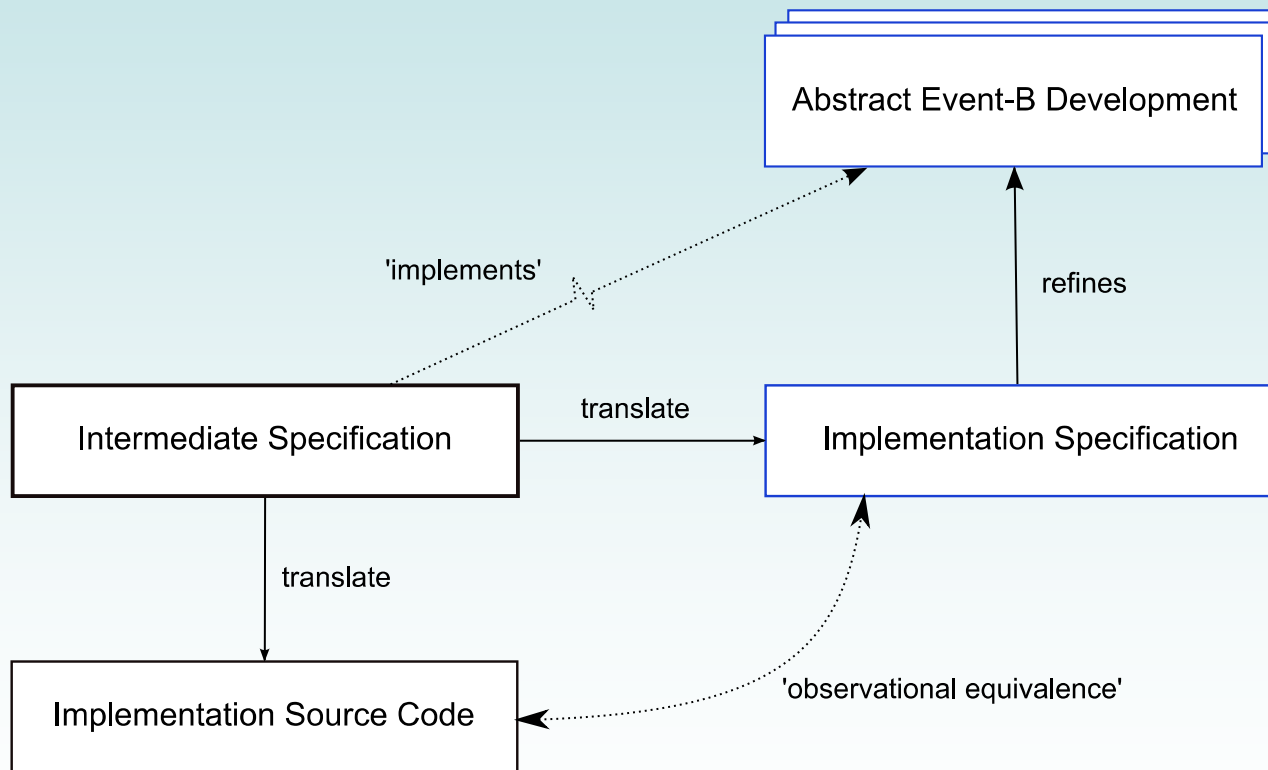 Abstract Event-B Development
'implements'
refines
Intermediate Specification
translate
Implementation Specification
translate
Implementation Source Code
'observational equivalence'